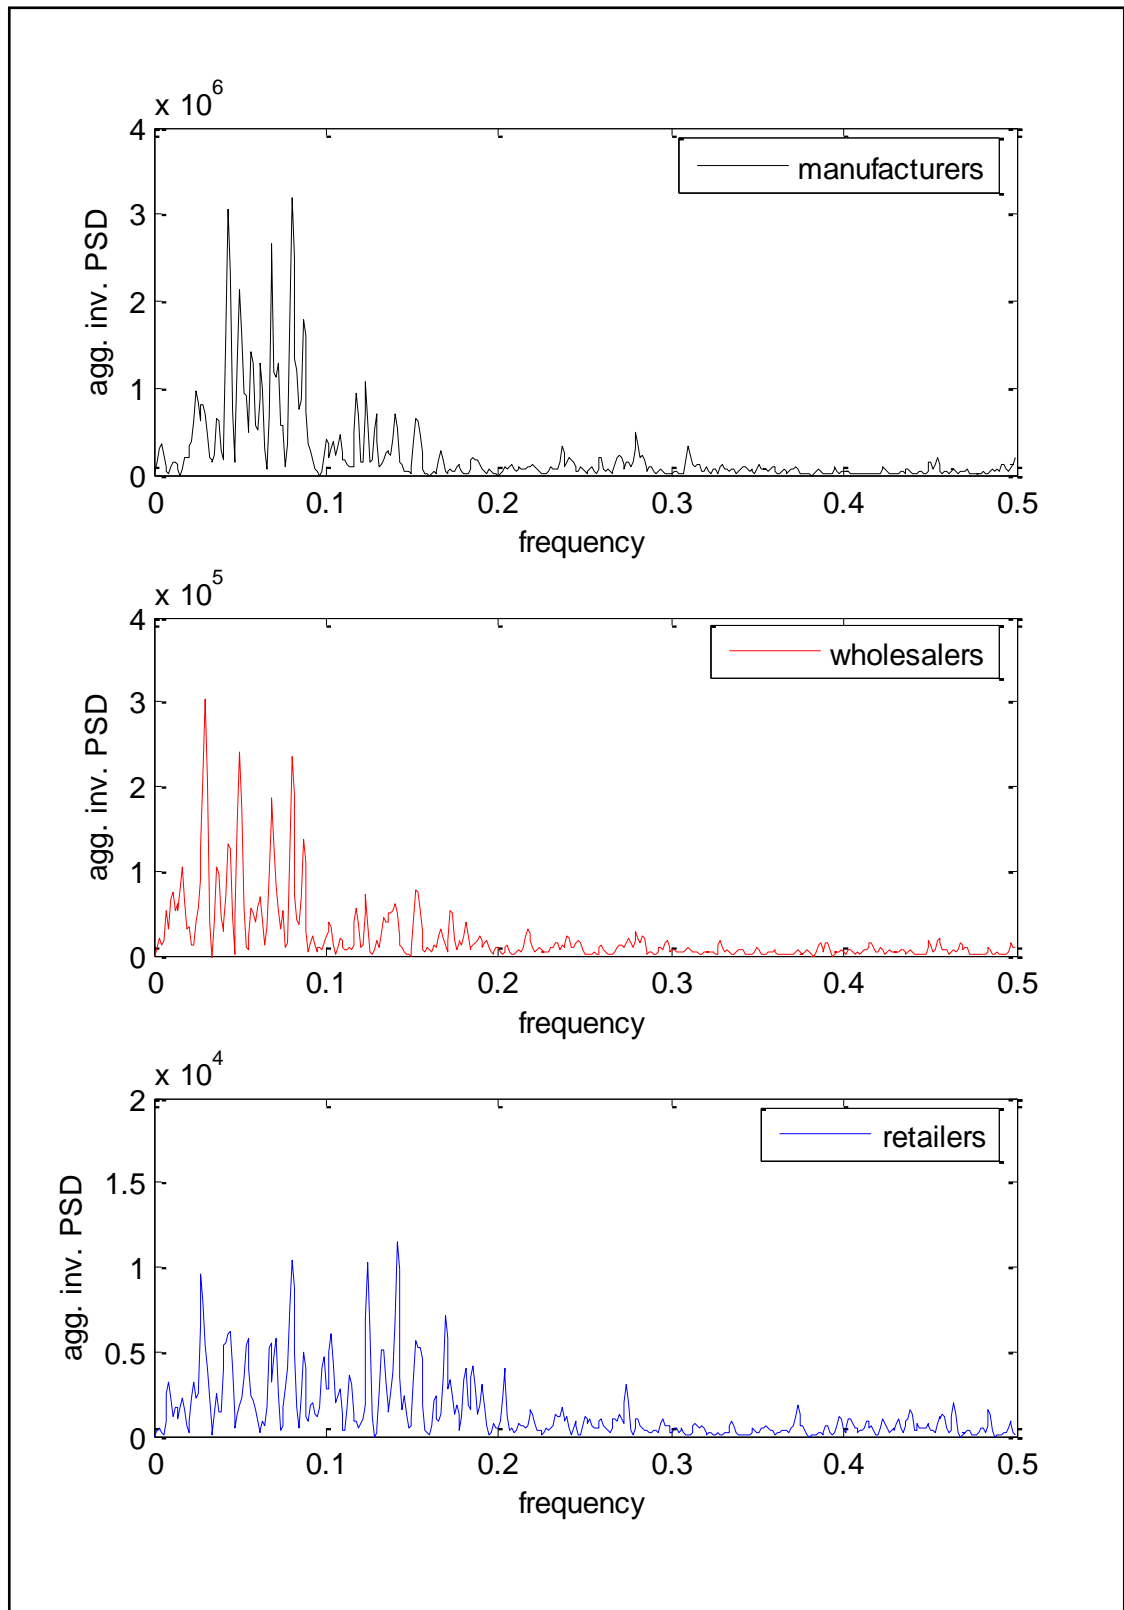 x 10^6
4
3
2
1
0
agg. inv. PSD
manufacturers
0 0.1 0.2 0.3 0.4 0.5
frequency
x 10^5
4
3
2
1
0
agg. inv. PSD
wholesalers
0 0.1 0.2 0.3 0.4 0.5
frequency
x 10^4
2
1.5
1
0.5
0
agg. inv. PSD
retailers
0 0.1 0.2 0.3 0.4 0.5
frequency